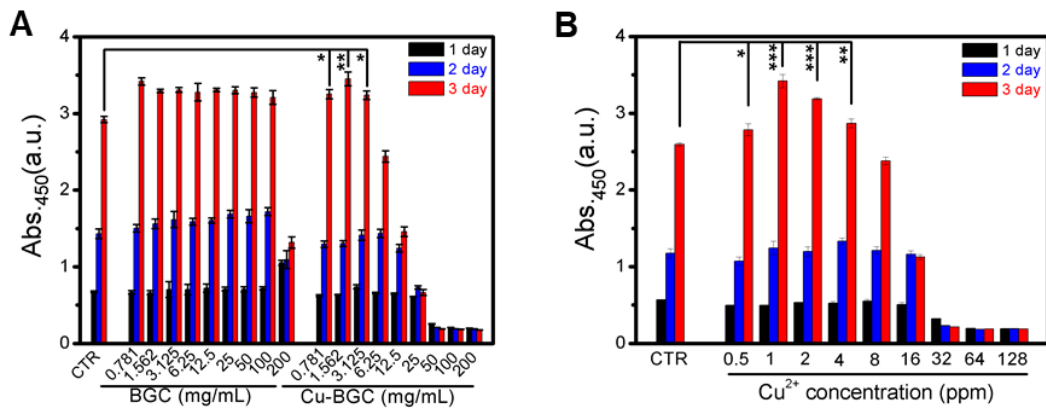 A
Abs.450(a.u.)
4
3
2
1
0
* ** *
1 day
2 day
3 day
CTR 0.781 1.562 3.125 6.25 12.5 25 50 100 200 0.781 1.562 3.125 6.25 12.5 25 50 100 200
BGC (mg/mL) Cu-BGC (mg/mL)
B
Abs.450(a.u.)
4
3
2
1
0
* *** *** **
1 day
2 day
3 day
CTR 0.5 1 2 4 8 16 32 64 128
Cu2+ concentration (ppm)